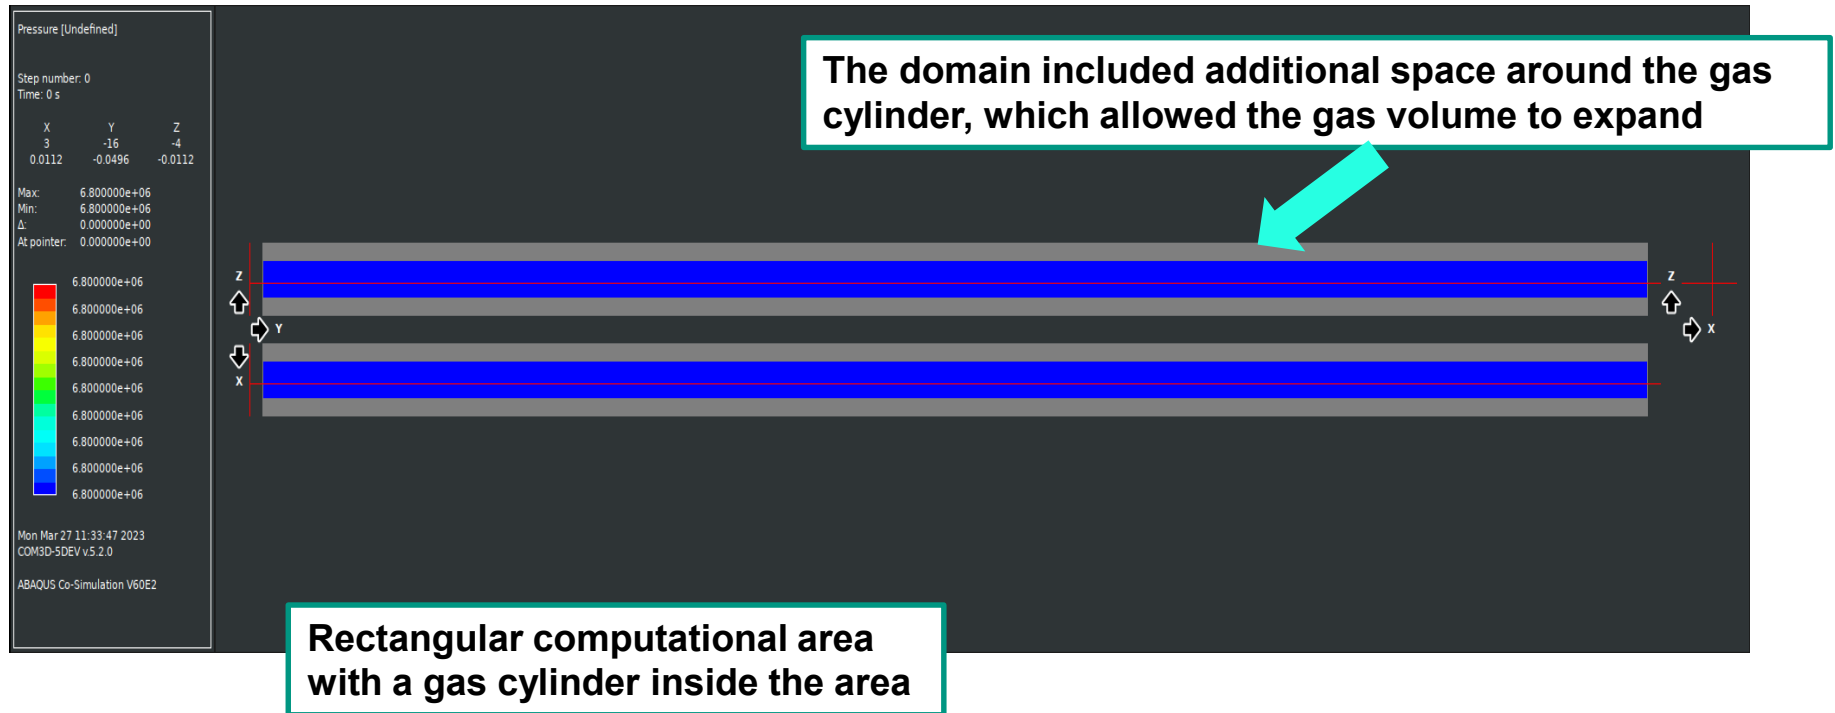 Pressure [Undefined]
Step number: 0
Time: 0 s
X Y Z
3 -16 -4
0.0112 -0.0496 -0.0112
Max: 6.800000e+06
Min: 6.800000e+06
Δ: 0.000000e+00
At pointer: 0.000000e+00
6.800000e+06
6.800000e+06
6.800000e+06
6.800000e+06
6.800000e+06
6.800000e+06
6.800000e+06
6.800000e+06
6.800000e+06
Mon Mar 27 11:33:47 2023
COM3D-5DEV v.5.2.0
ABAQUS Co-Simulation V60E2
The domain included additional space around the gas
cylinder, which allowed the gas volume to expand
Z
Y
X
Z
X
Rectangular computational area
with a gas cylinder inside the area